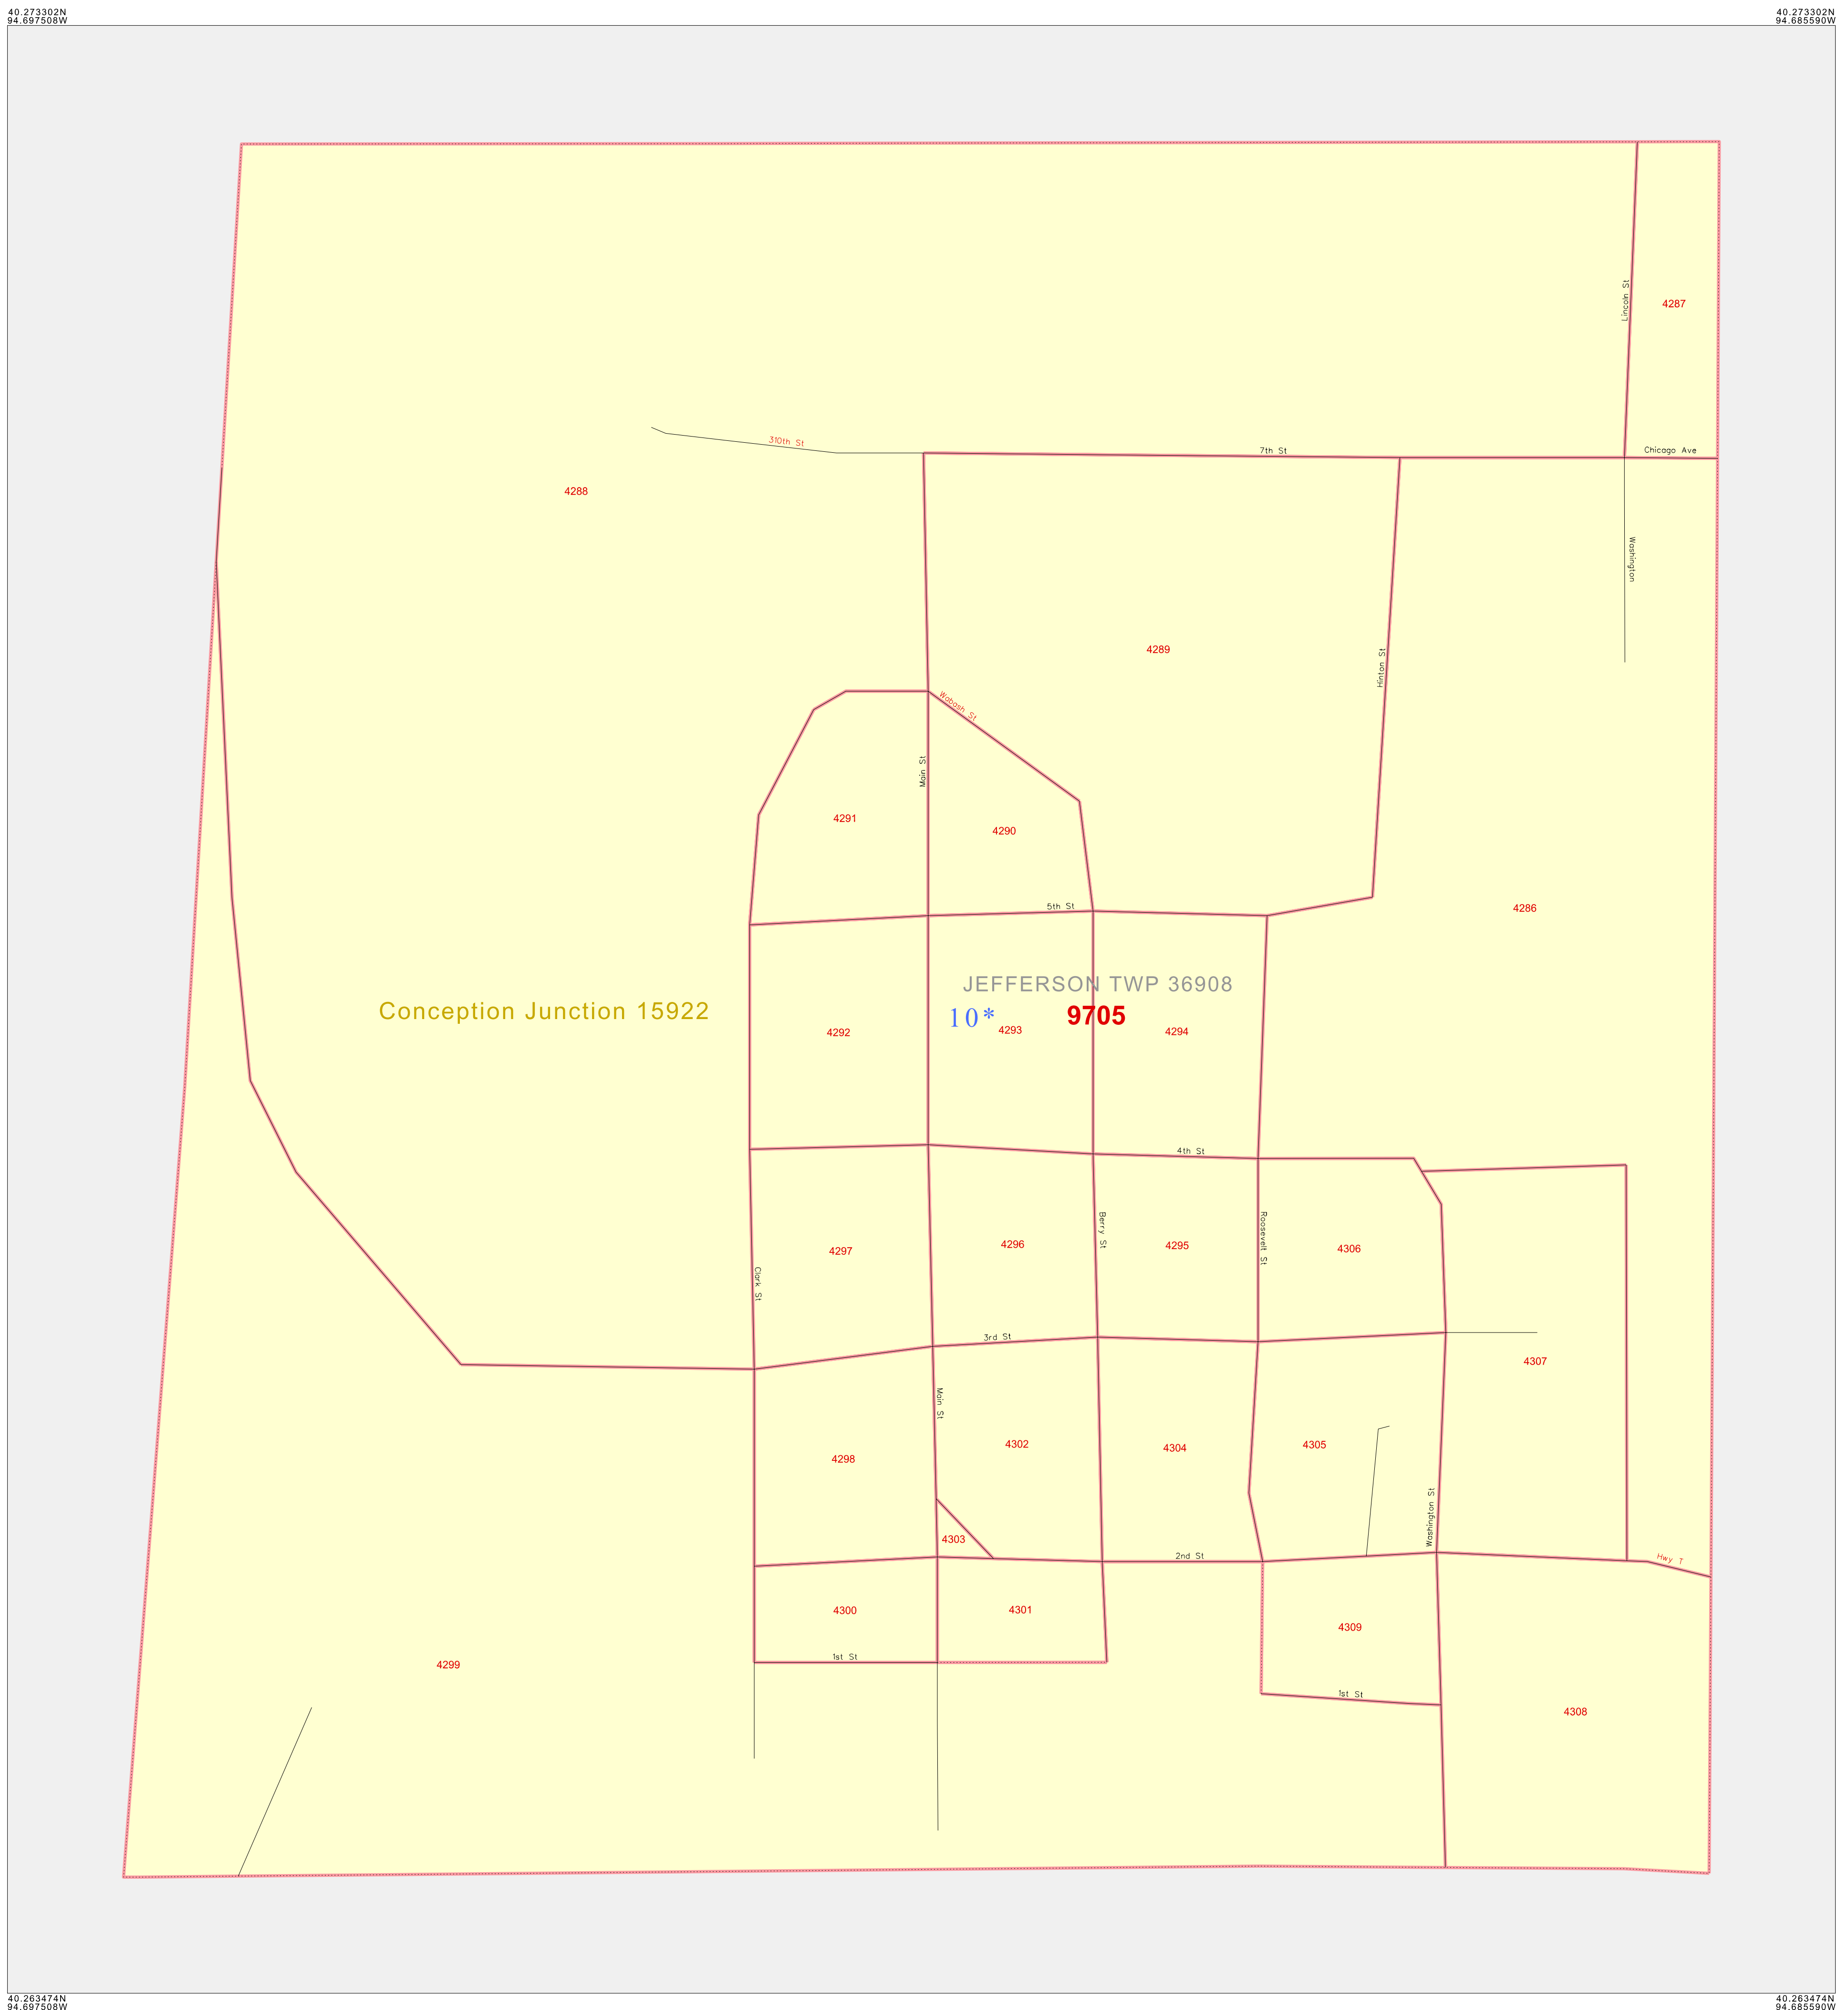 40.273302N
94.697508W
40.273302N
94.685590W
4287
Lincoln St
310th St
7th St
Chicago Ave
4288
Washington
4289
Hinton St
Wabash St
Main St
4291
4290
5th St
4286
JEFFERSON TWP 36908
Conception Junction 15922
10*
9705
4292
4293
4294
4th St
Berry St
Roosevelt St
4297
4296
4295
4306
Clark St
3rd St
4307
Main St
4302
4304
4305
4298
Washington St
4303
2nd St
Hwy T
4300
4301
4309
1st St
4299
1st St
4308
40.263474N
94.697508W
40.263474N
94.685590W